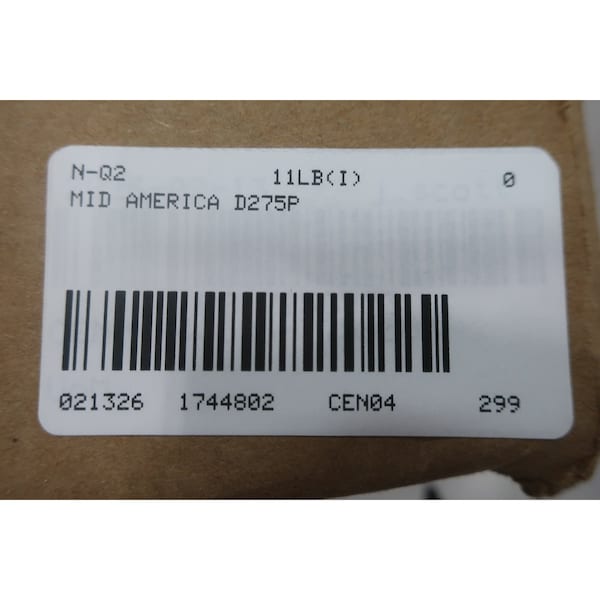 N-Q2 11LB(I) 0
MID AMERICA D275P
021326 1744802 CEN04 299